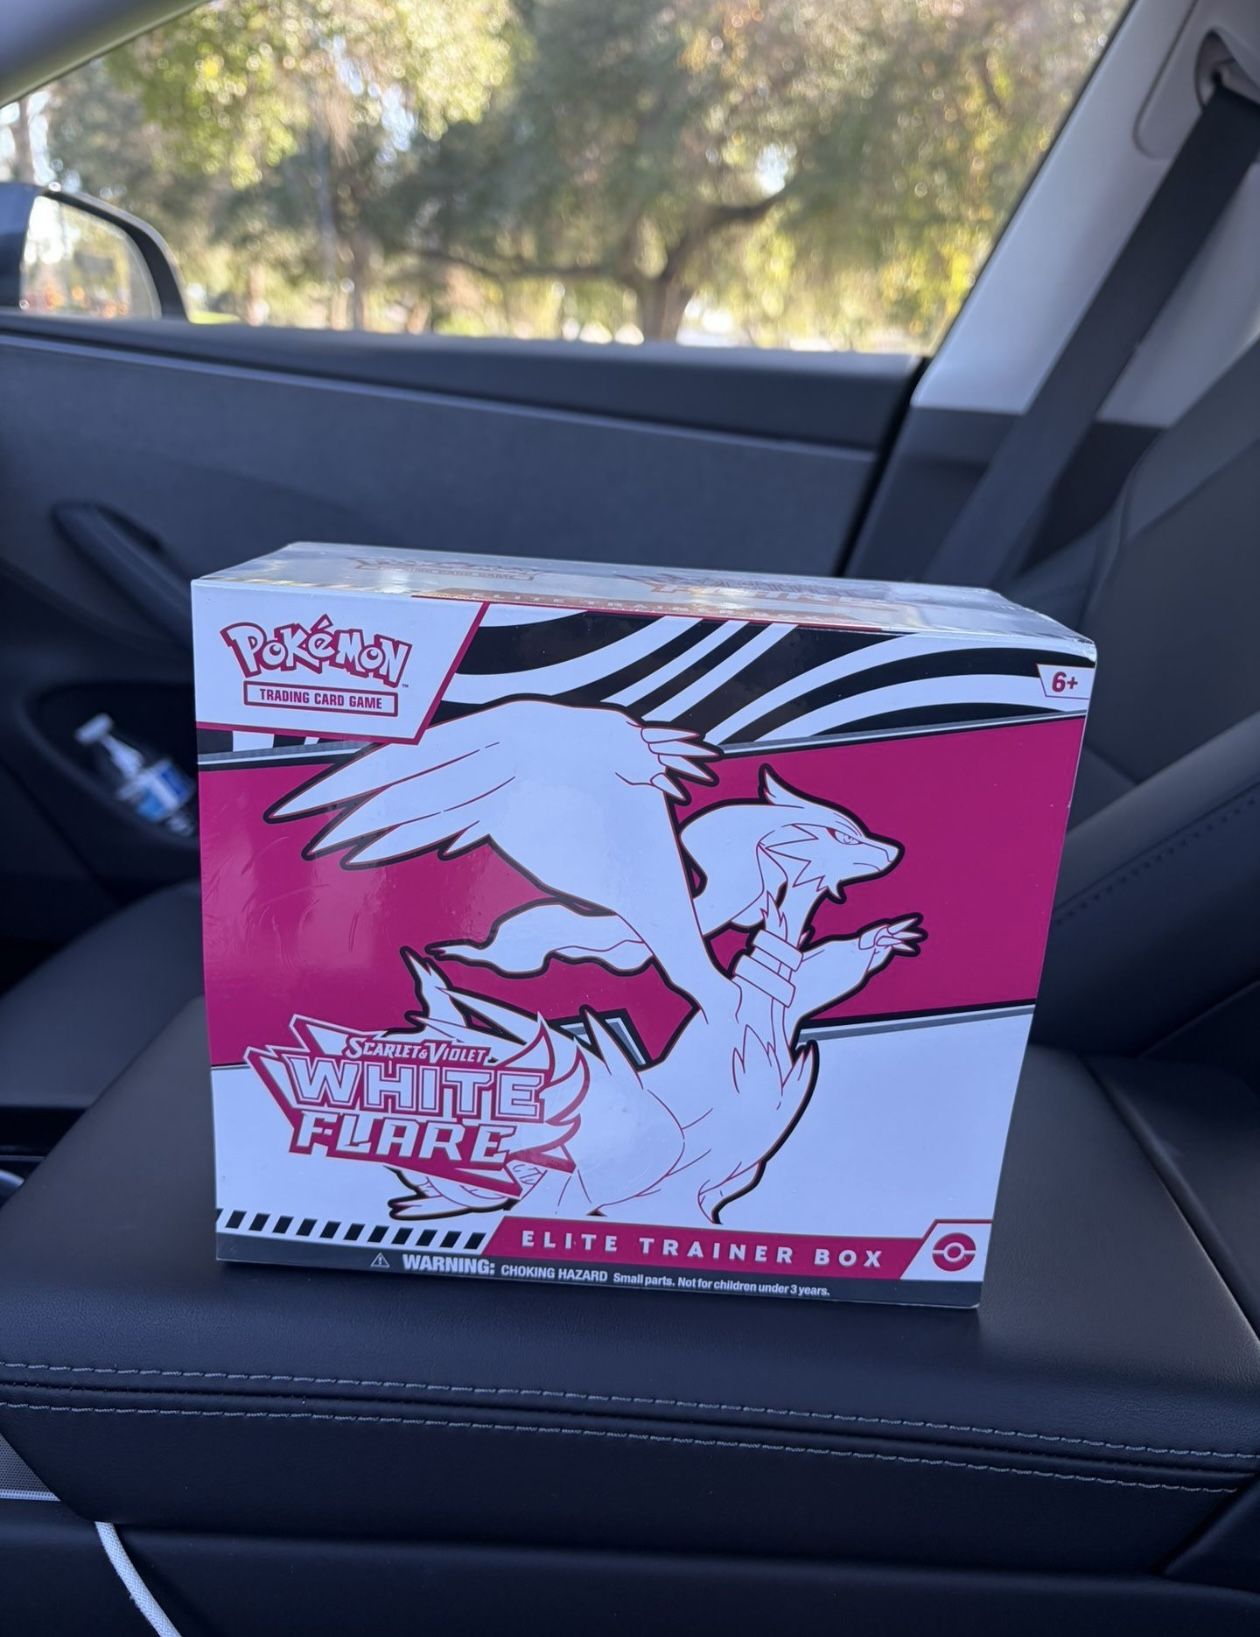 POKéMON
TRADING CARD GAME
6+
SCARLET & VIOLET
WHITE
FLARE
ELITE TRAINER BOX
WARNING: CHOKING HAZARD Small parts. Not for children under 3 years.